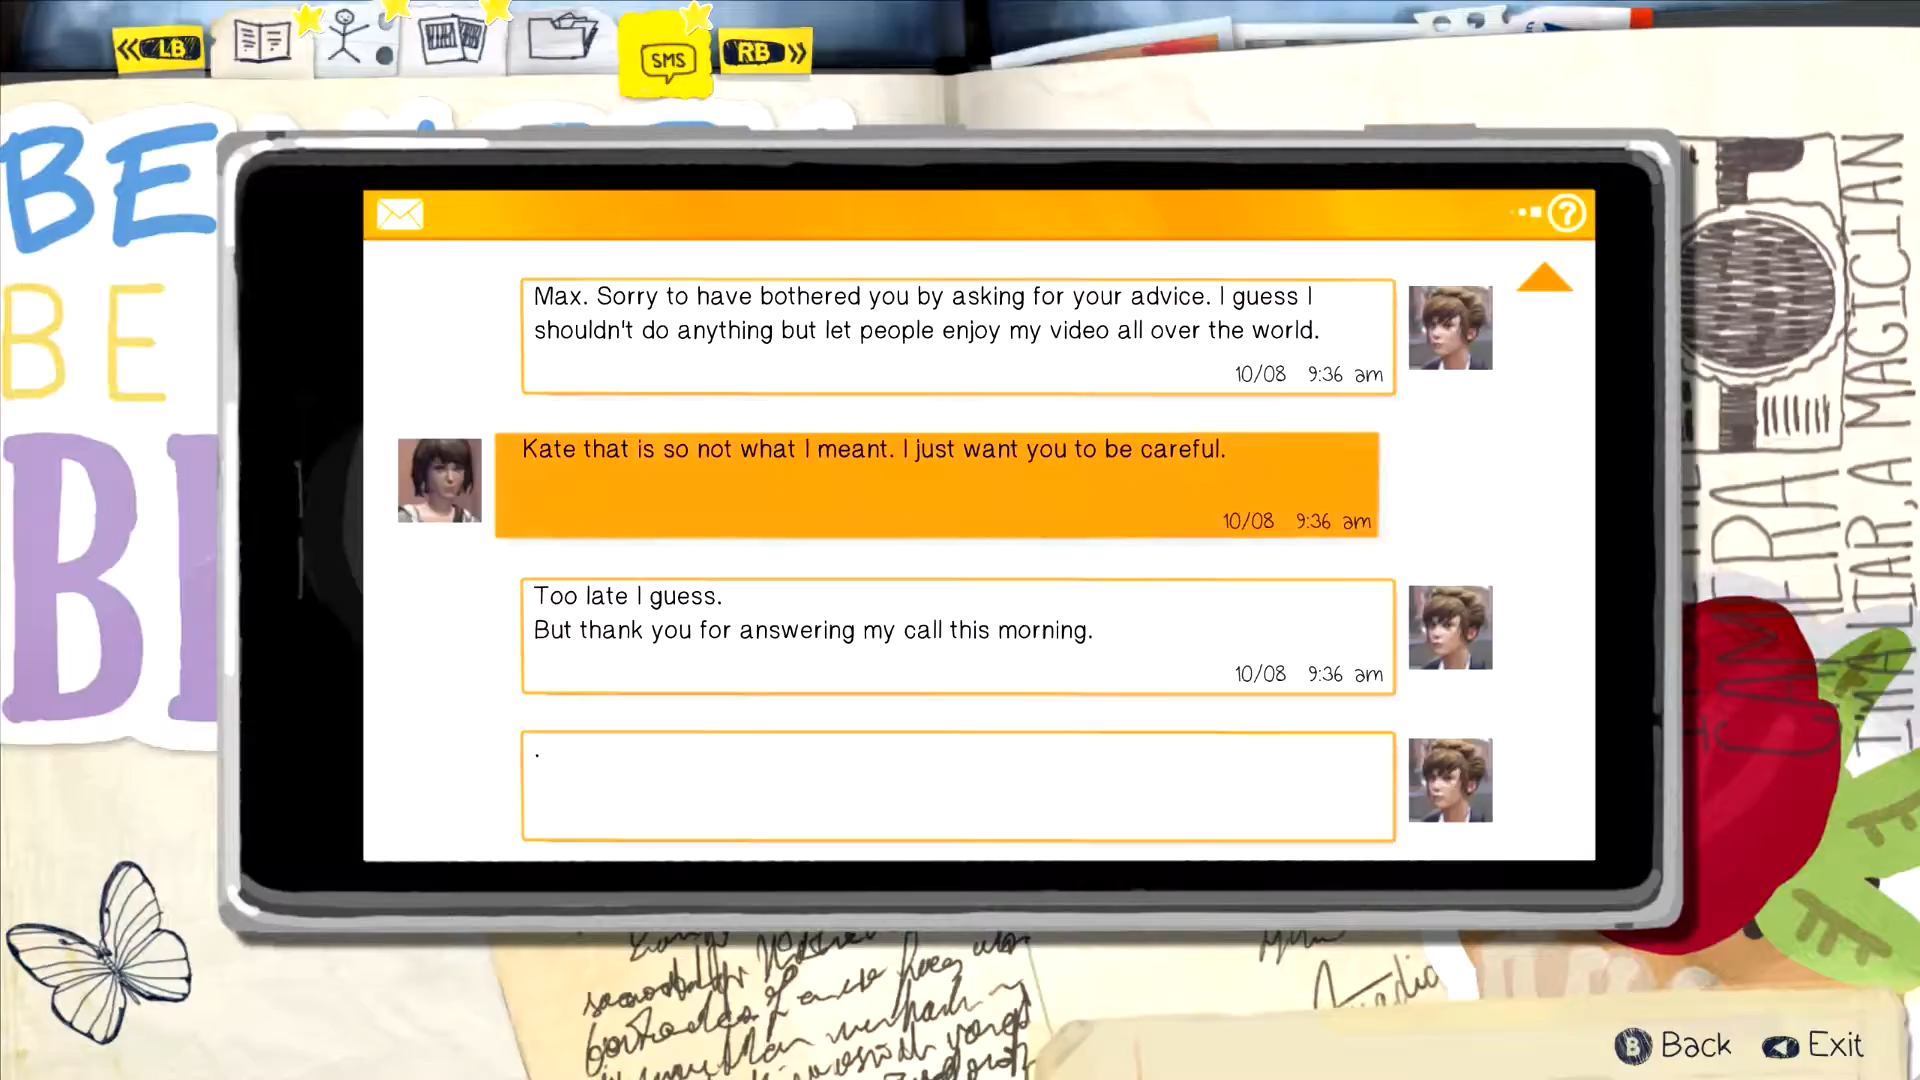 LB
SMS
RB
BE
BE
Max. Sorry to have bothered you by asking for your advice. I guess I
shouldn't do anything but let people enjoy my video all over the world.
10/08 9:36 am
Kate that is so not what I meant. I just want you to be careful.
10/08 9:36 am
Too late I guess.
But thank you for answering my call this morning.
10/08 9:36 am
.
CAMERA
LIAR, A MAGICIAN
B Back
Exit